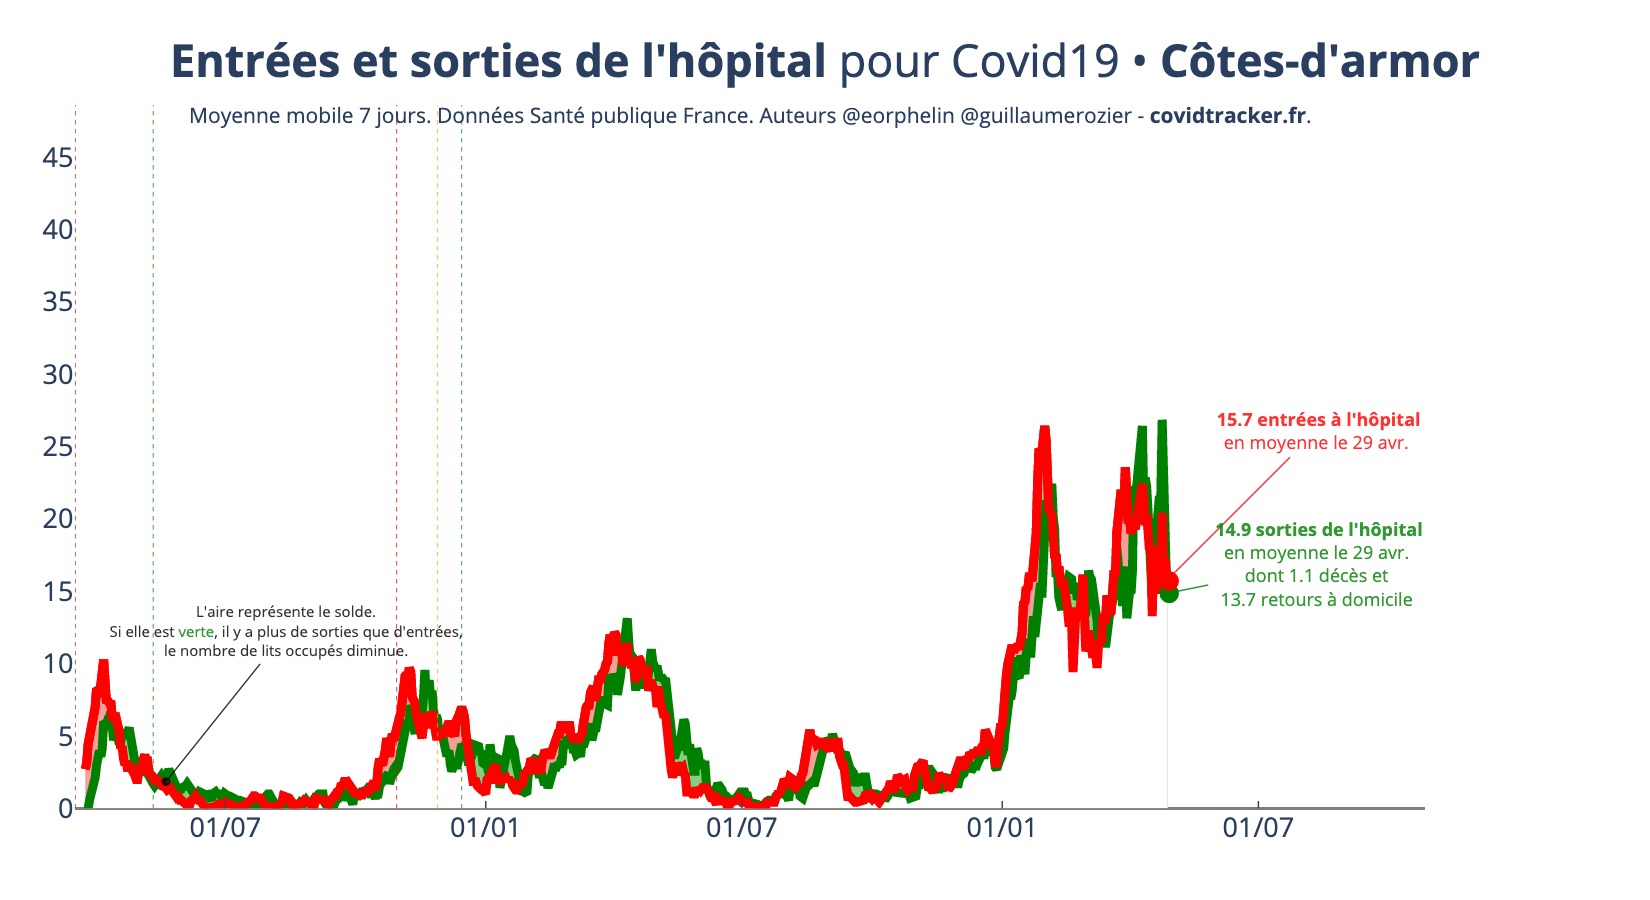 Entrées et sorties de l'hôpital pour Covid19 • Côtes-d'armor
Moyenne mobile 7 jours. Données Santé publique France. Auteurs @eorphelin @guillaumerozier - covidtracker.fr.
45
40
35
30
25
20
15
10
5
0
15.7 entrées à l'hôpital
en moyenne le 29 avr.
14.9 sorties de l'hôpital
en moyenne le 29 avr.
dont 1.1 décès et
13.7 retours à domicile
L'aire représente le solde.
Si elle est verte, il y a plus de sorties que d'entrées,
le nombre de lits occupés diminue.
01/07
01/01
01/07
01/01
01/07